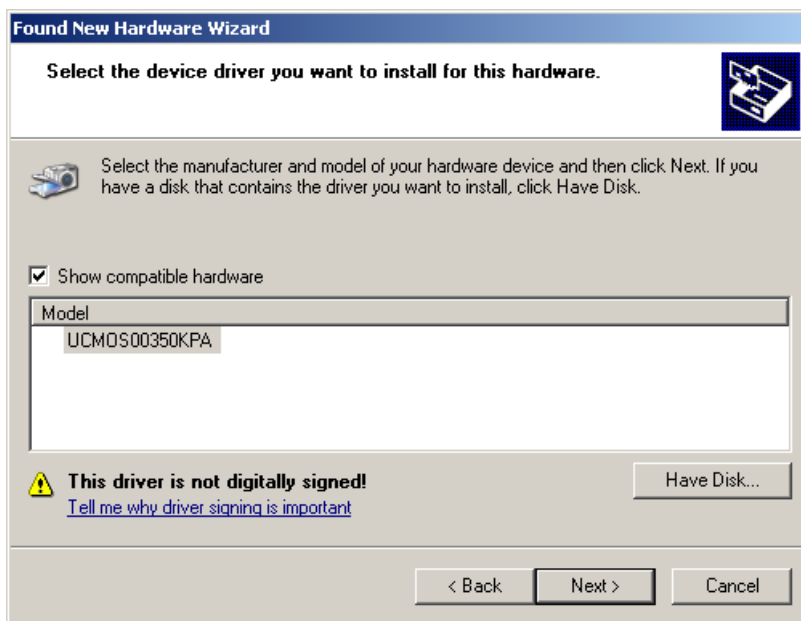 Found New Hardware Wizard
Select the device driver you want to install for this hardware.
Select the manufacturer and model of your hardware device and then click Next. If you
have a disk that contains the driver you want to install, click Have Disk.
Show compatible hardware
Model
UCMOS00350KPA
This driver is not digitally signed!
Have Disk...
Tell me why driver signing is important
< Back
Next >
Cancel